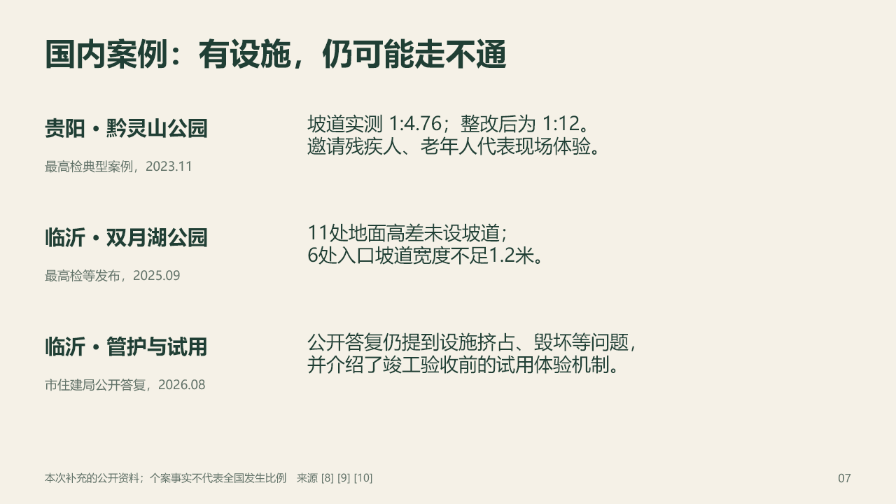 国内案例：有设施，仍可能走不通
贵阳·黔灵山公园
最高检典型案例，2023.11
坡道实测 1:4.76；整改后为 1:12。
邀请残疾人、老年人代表现场体验。
临沂·双月湖公园
最高检等发布，2025.09
11处地面高差未设坡道；
6处入口坡道宽度不足1.2米。
临沂·管护与试用
市住建局公开答复，2026.08
公开答复仍提到设施挤占、毁坏等问题，
并介绍了竣工验收前的试用体验机制。
本次补充的公开资料；个案事实不代表全国发生比例　来源 [8] [9] [10]
07